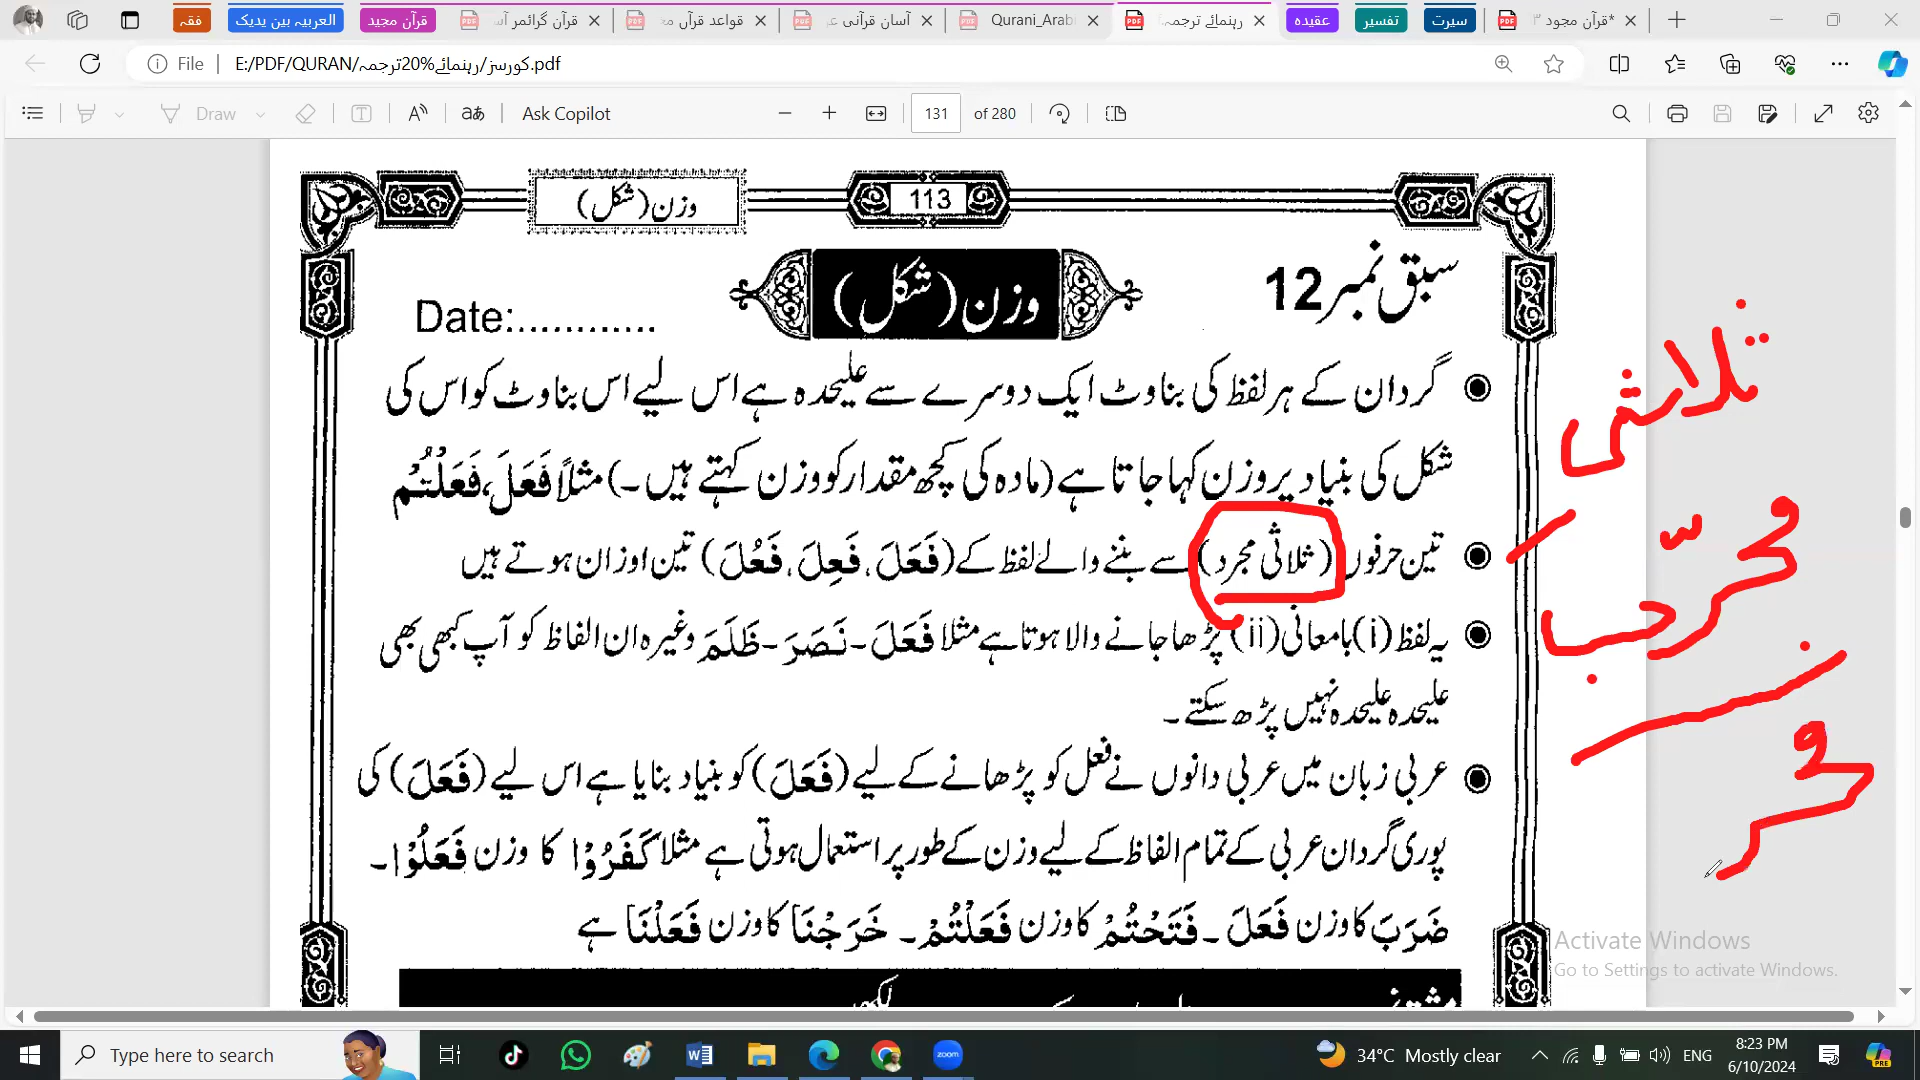 فقہ
العربیہ بین یدیک
قرآن مجید
قرآن گرائمر
قواعد قرآن
آسان قرآنی
Qurani_Arab
رہنمائے ترجمہ
عقیدہ
تفسیر
سیرت
*قرآن مجود ۳
File
E:/PDF/QURAN/رہنمائے%20ترجمہ/کورسز.pdf
Draw
Ask Copilot
131 of 280
وزن (شکل)
113
سبق نمبر 12
وزن (شکل)
Date:............
گردان کے ہر لفظ کی بناوٹ ایک دوسرے سے علیحدہ ہے اس لیے اس بناوٹ کو اس کی
شکل کی بنیاد پر وزن کہا جاتا ہے (مادہ کی کچھ مقدار کو وزن کہتے ہیں۔) مثلاً فَعَلَ، فَعَلْتُمْ
تین حرفوں (ثلاثی مجرد) سے بننے والے لفظ کے (فَعَلَ، فَعِلَ، فَعُلَ) تین اوزان ہوتے ہیں
یہ لفظ (i) بامعانی (ii) پڑھا جانے والا ہوتا ہے مثلا فَعَلَ - نَصَرَ - ظَلَمَ وغیرہ ان الفاظ کو آپ کبھی بھی
علیحدہ علیحدہ نہیں پڑھ سکتے۔
عربی زبان میں عربی دانوں نے فعل کو پڑھانے کے لیے (فَعَلَ) کو بنیاد بنایا ہے اس لیے (فَعَلَ) کی
پوری گردان عربی کے تمام الفاظ کے لیے وزن کے طور پر استعمال ہوتی ہے مثلا کَفَرُوْا کا وزن فَعَلُوْا۔
ضَرَبَ کا وزن فَعَلَ ۔ فَتَحْتُمْ کا وزن فَعَلْتُمْ۔ خَرَجْنَا کا وزن فَعَلْنَا ہے
ثلاثی
Activate Windows
Go to Settings to activate Windows.
Type here to search
34°C Mostly clear
ENG
8:23 PM
6/10/2024